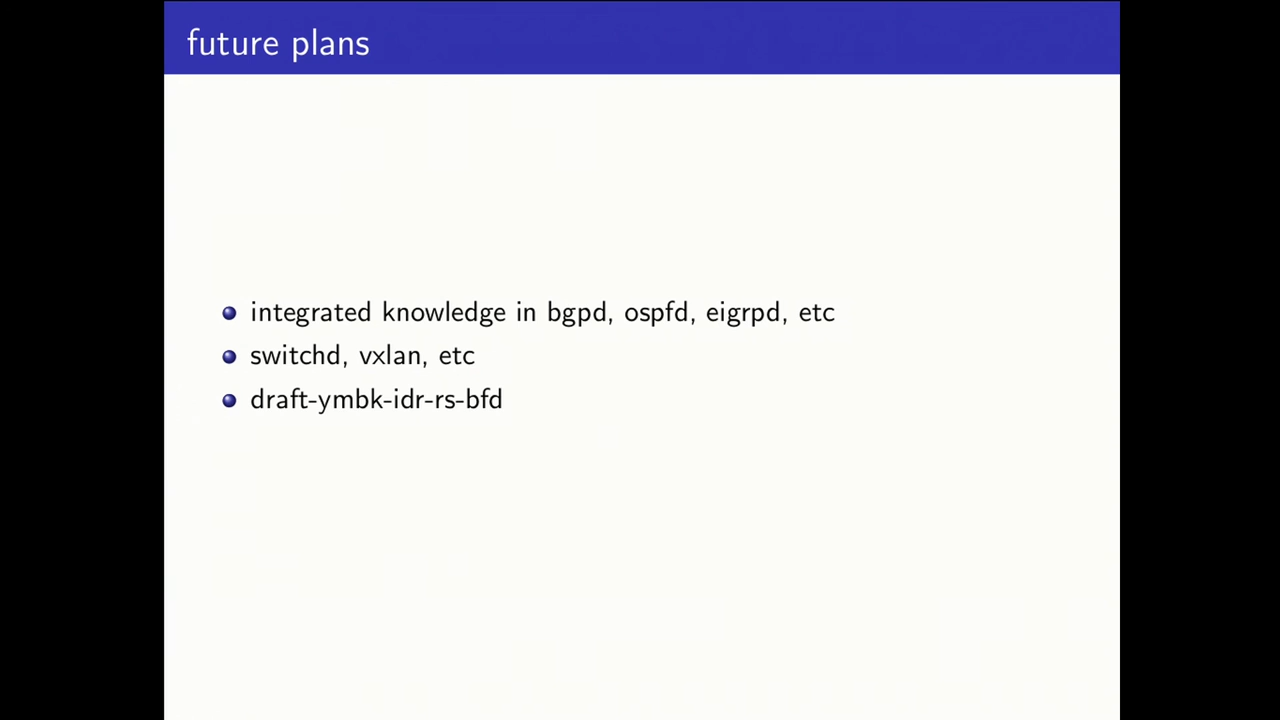 future plans
integrated knowledge in bgpd, ospfd, eigrpd, etc
switchd, vxlan, etc
draft-ymbk-idr-rs-bfd